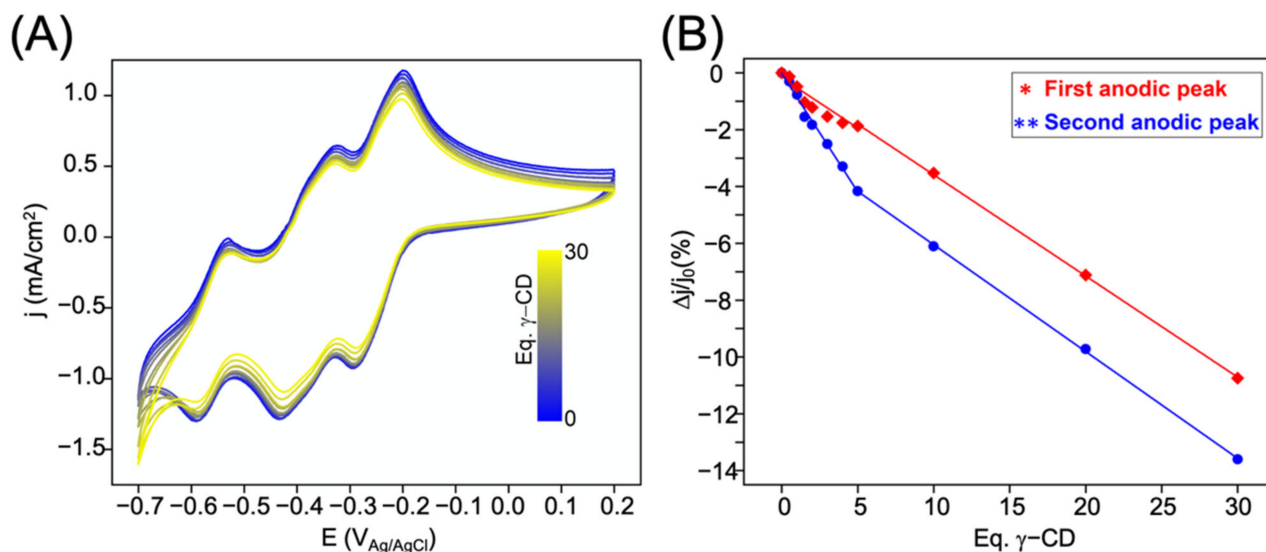 (A)
1.0
0.5
0.0
−0.5
−1.0
−1.5
j (mA/cm²)
30
Eq. γ−CD
0
−0.7 −0.6 −0.5 −0.4 −0.3 −0.2 −0.1 0.0 0.1 0.2
E (V_Ag/AgCl)
(B)
0
−2
−4
−6
−8
−10
−12
−14
Δj/j₀(%)
* First anodic peak
** Second anodic peak
0 5 10 15 20 25 30
Eq. γ−CD